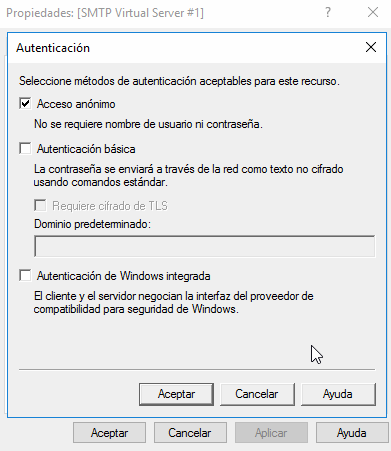 Propiedades: [SMTP Virtual Server #1]
Autenticación
Seleccione métodos de autenticación aceptables para este recurso.
Acceso anónimo
No se requiere nombre de usuario ni contraseña.
Autenticación básica
La contraseña se enviará a través de la red como texto no cifrado
usando comandos estándar.
Requiere cifrado de TLS
Dominio predeterminado:
Autenticación de Windows integrada
El cliente y el servidor negocian la interfaz del proveedor de
compatibilidad para seguridad de Windows.
Aceptar Cancelar Ayuda
Aceptar Cancelar Aplicar Ayuda